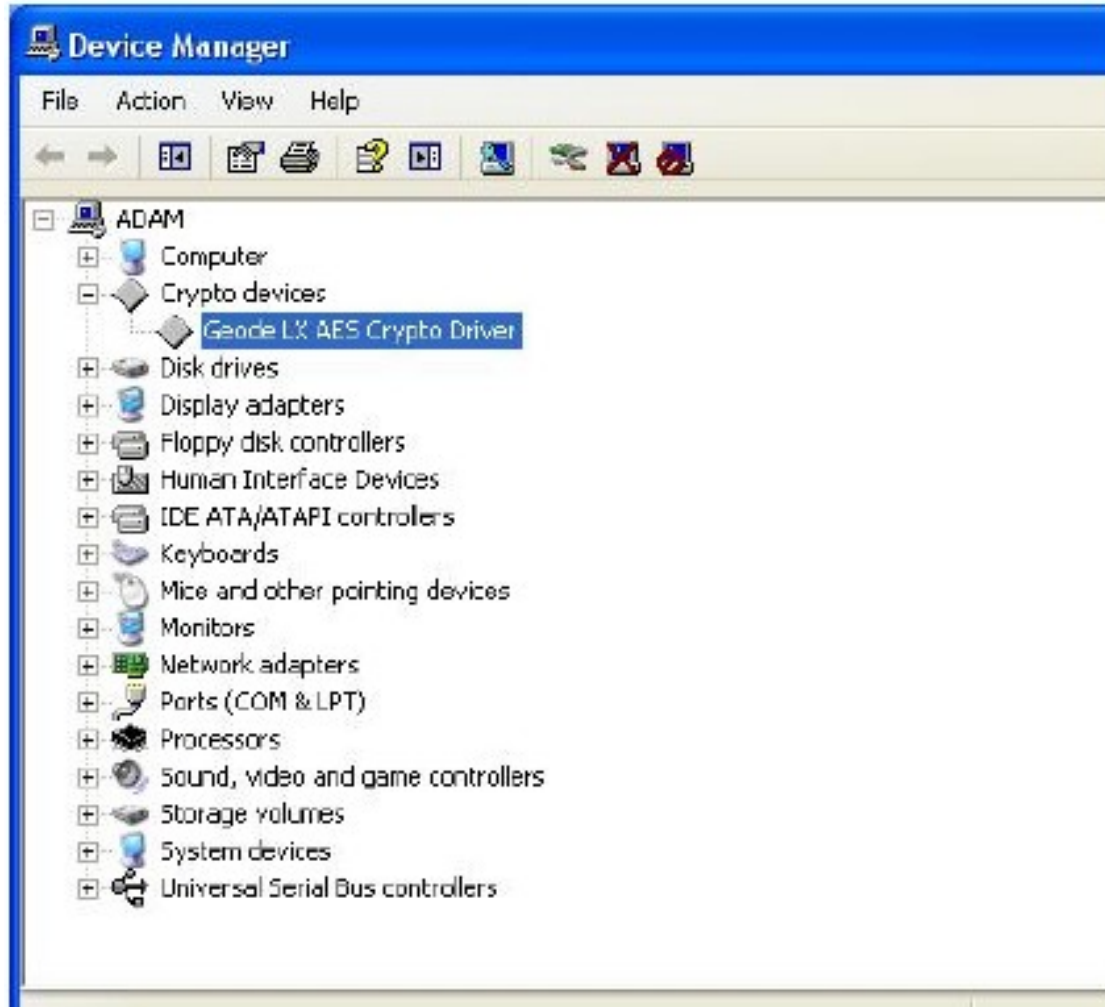 Device Manager
File Action View Help
ADAM
Computer
Crypto devices
Geode LX AES Crypto Driver
Disk drives
Display adapters
Floppy disk controllers
Human Interface Devices
IDE ATA/ATAPI controllers
Keyboards
Mice and other pointing devices
Monitors
Network adapters
Ports (COM & LPT)
Processors
Sound, video and game controllers
Storage volumes
System devices
Universal Serial Bus controllers